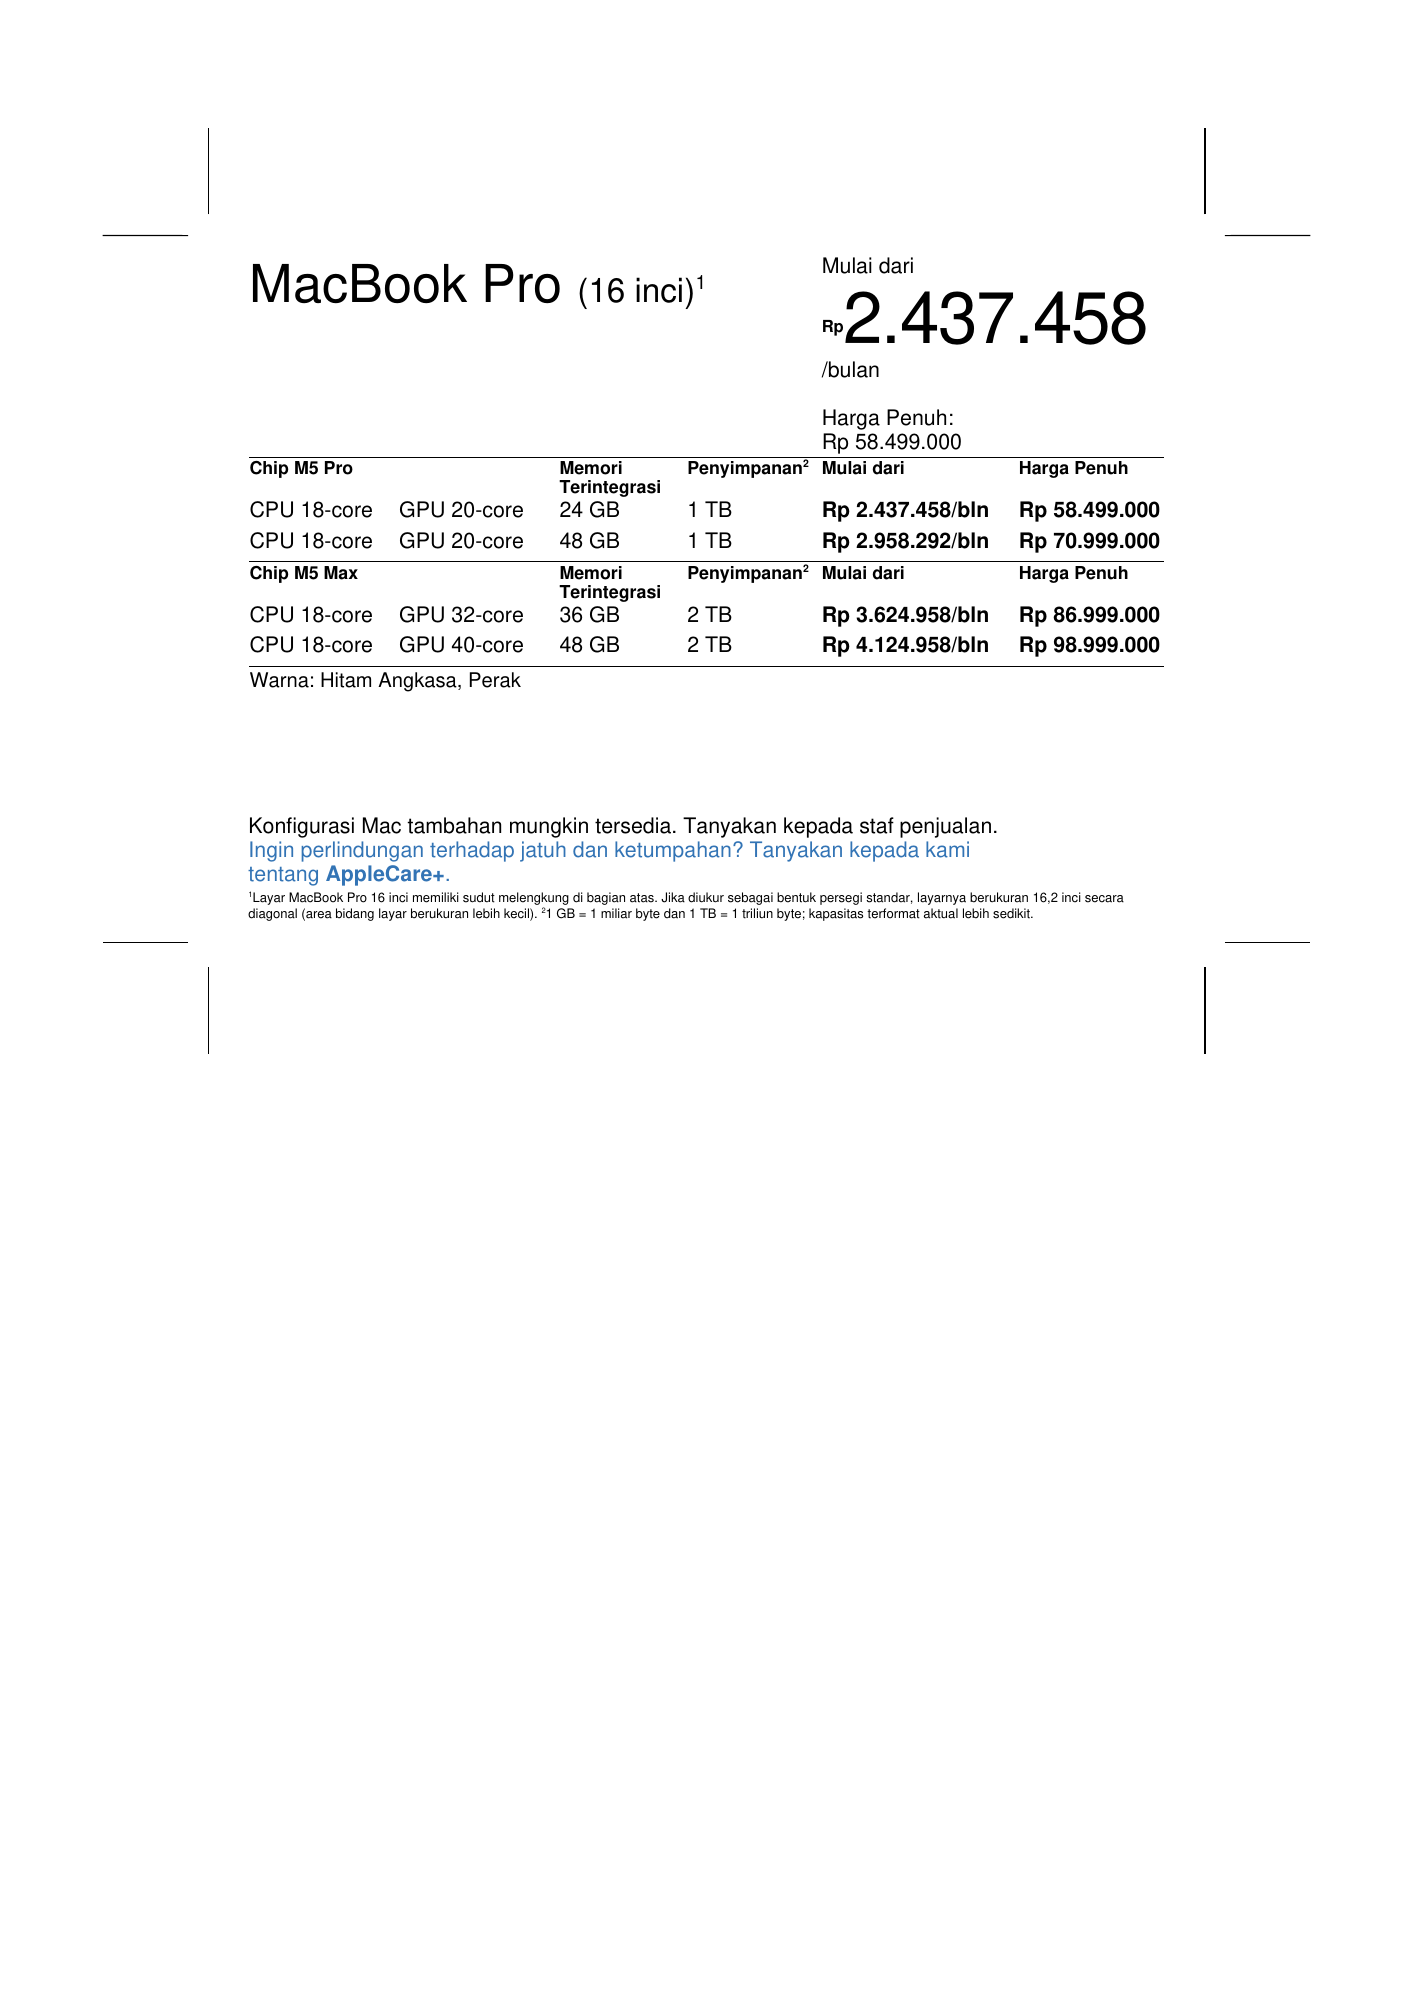 MacBook Pro (16 inci)¹
Mulai dari
Rp2.437.458
/bulan
Harga Penuh:
Rp 58.499.000
Chip M5 Pro Memori Terintegrasi Penyimpanan² Mulai dari Harga Penuh
CPU 18-core GPU 20-core 24 GB 1 TB Rp 2.437.458/bln Rp 58.499.000
CPU 18-core GPU 20-core 48 GB 1 TB Rp 2.958.292/bln Rp 70.999.000
Chip M5 Max Memori Terintegrasi Penyimpanan² Mulai dari Harga Penuh
CPU 18-core GPU 32-core 36 GB 2 TB Rp 3.624.958/bln Rp 86.999.000
CPU 18-core GPU 40-core 48 GB 2 TB Rp 4.124.958/bln Rp 98.999.000
Warna: Hitam Angkasa, Perak
Konfigurasi Mac tambahan mungkin tersedia. Tanyakan kepada staf penjualan.
Ingin perlindungan terhadap jatuh dan ketumpahan? Tanyakan kepada kami
tentang AppleCare+.
¹Layar MacBook Pro 16 inci memiliki sudut melengkung di bagian atas. Jika diukur sebagai bentuk persegi standar, layarnya berukuran 16,2 inci secara
diagonal (area bidang layar berukuran lebih kecil). ²1 GB = 1 miliar byte dan 1 TB = 1 triliun byte; kapasitas terformat aktual lebih sedikit.